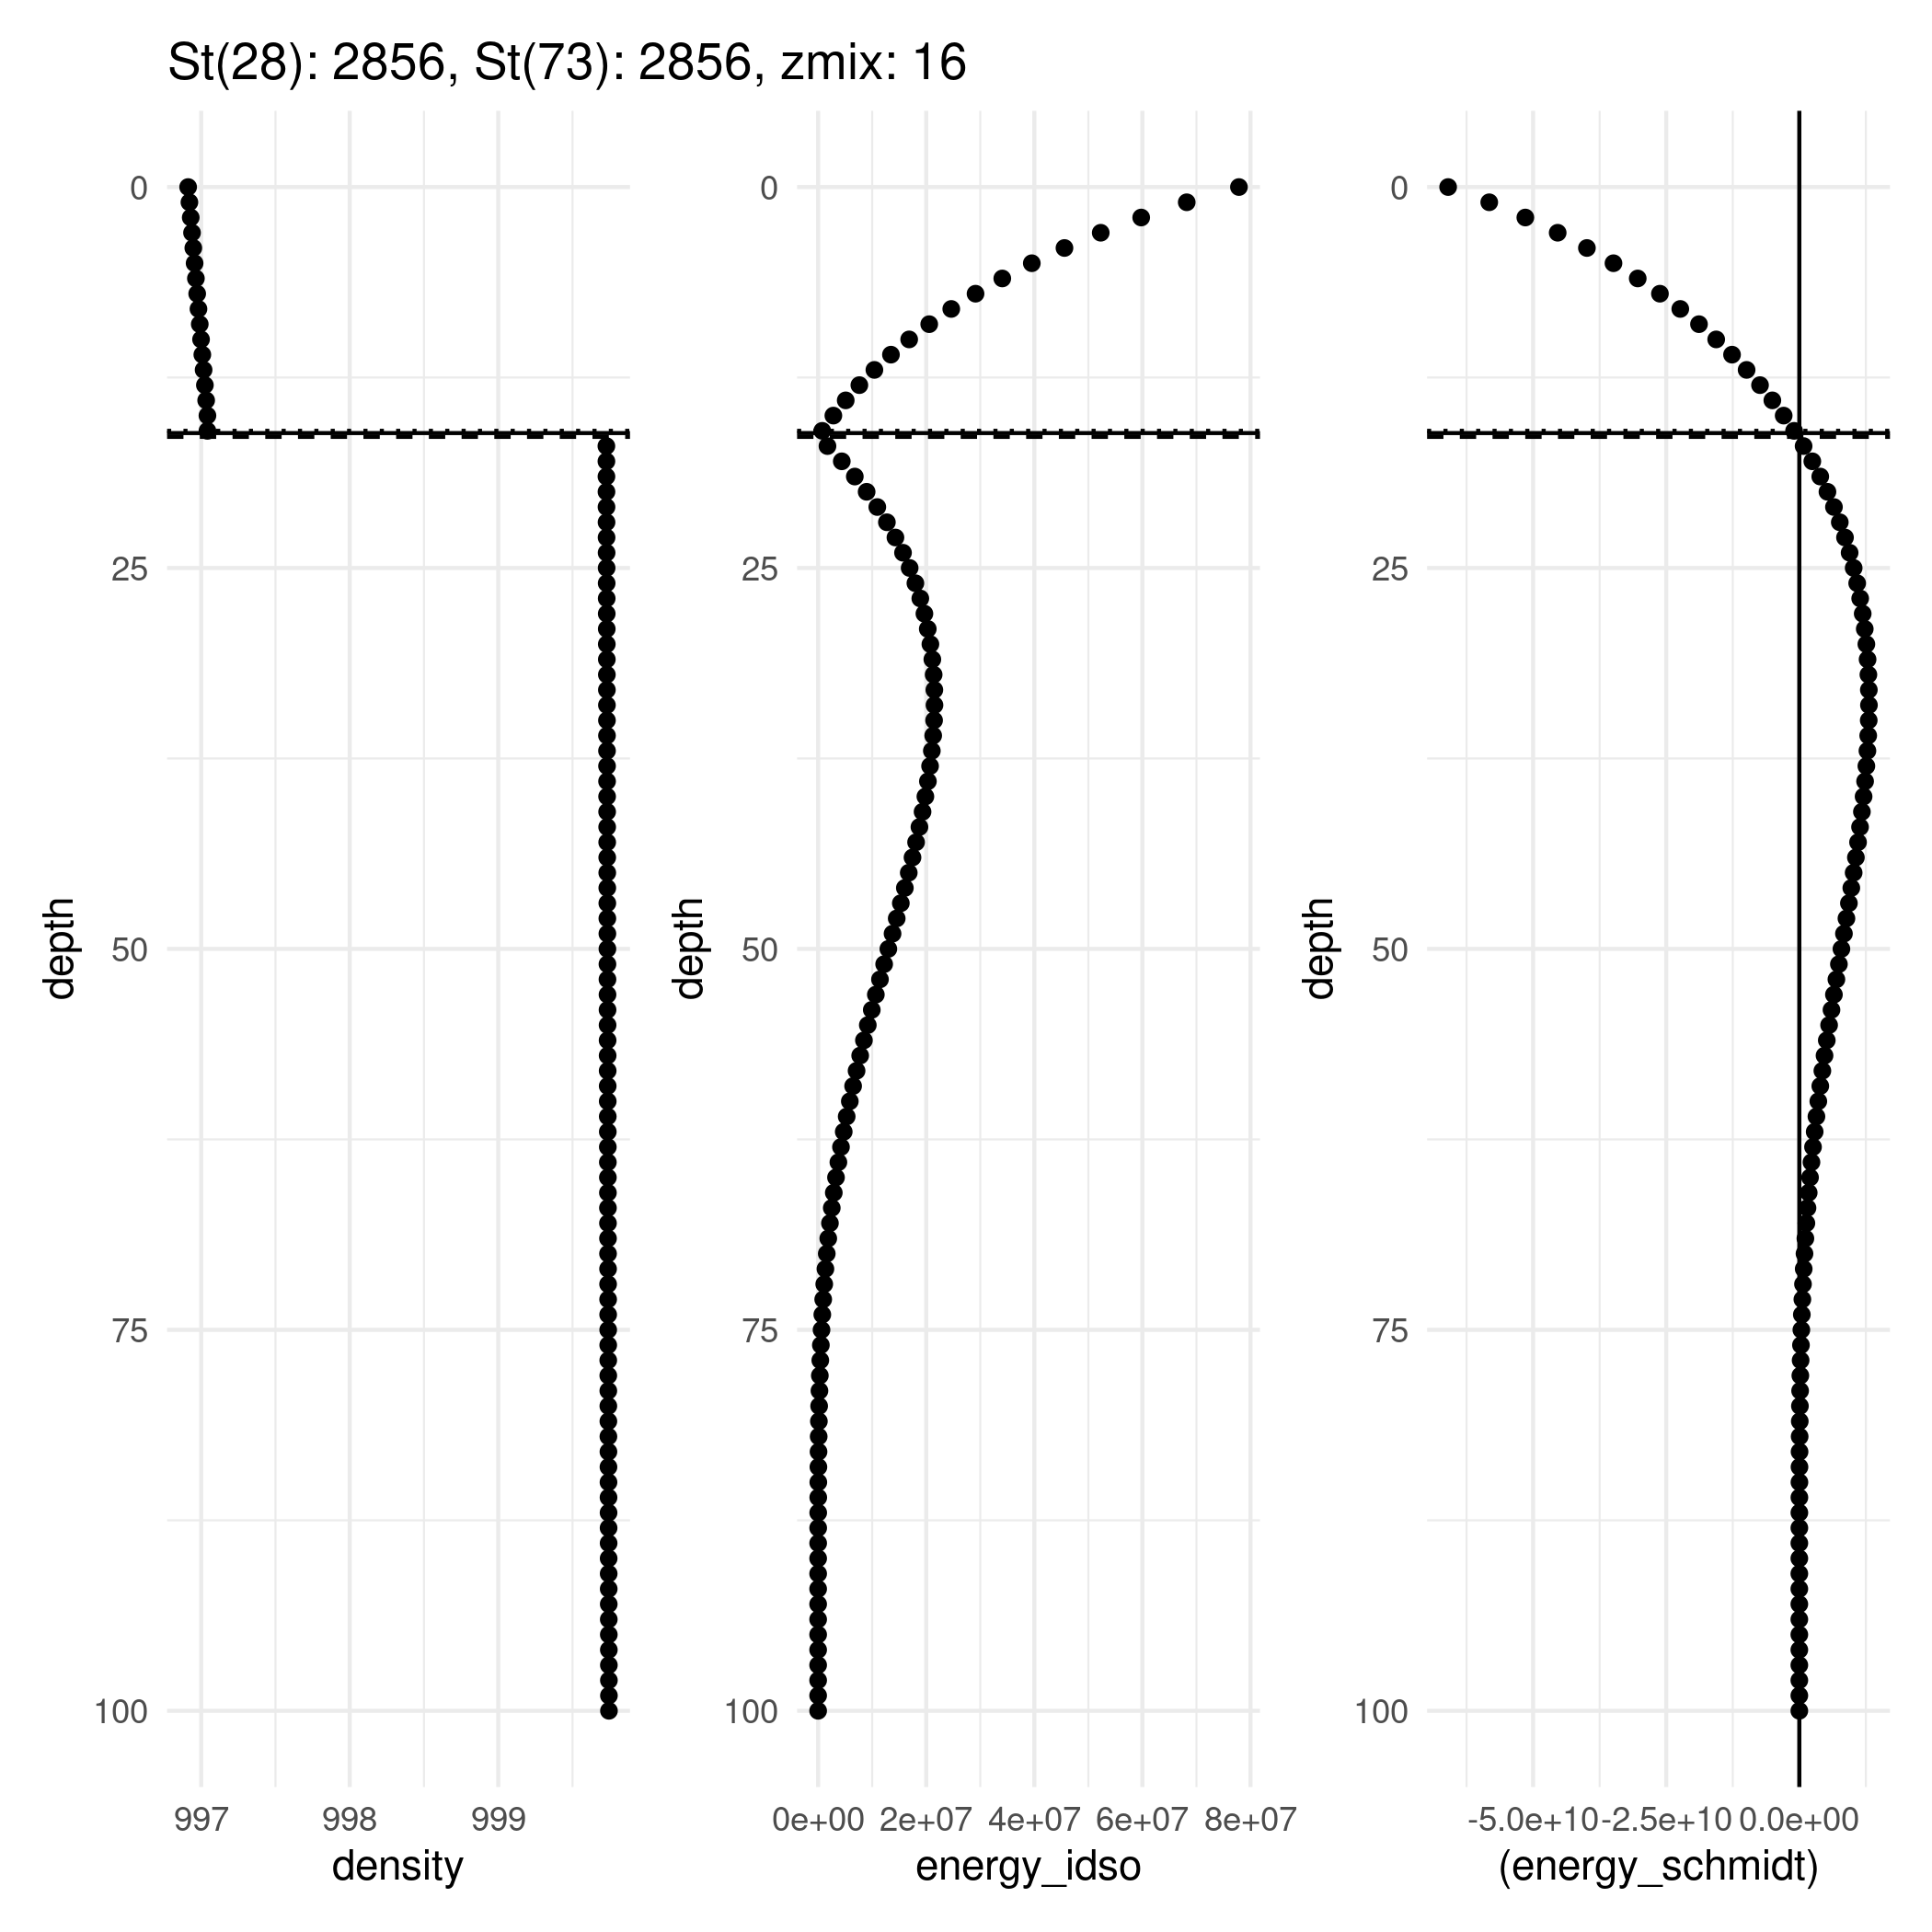 St(28): 2856, St(73): 2856, zmix: 16
0
25
50
75
100
depth
997 998 999
density
0
25
50
75
100
depth
0e+00 2e+07 4e+07 6e+07 8e+07
energy_idso
0
25
50
75
100
depth
-5.0e+10 -2.5e+10 0.0e+00
(energy_schmidt)